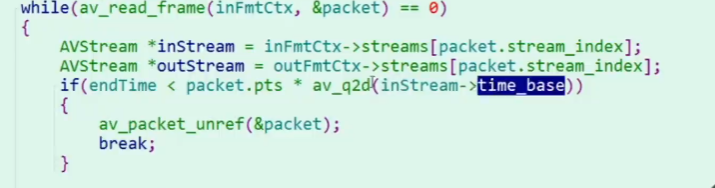 while(av_read_frame(inFmtCtx, &packet) == 0)
{
AVStream *inStream = inFmtCtx->streams[packet.stream_index];
AVStream *outStream = outFmtCtx->streams[packet.stream_index];
if(endTime < packet.pts * av_q2d(inStream->time_base))
{
av_packet_unref(&packet);
break;
}